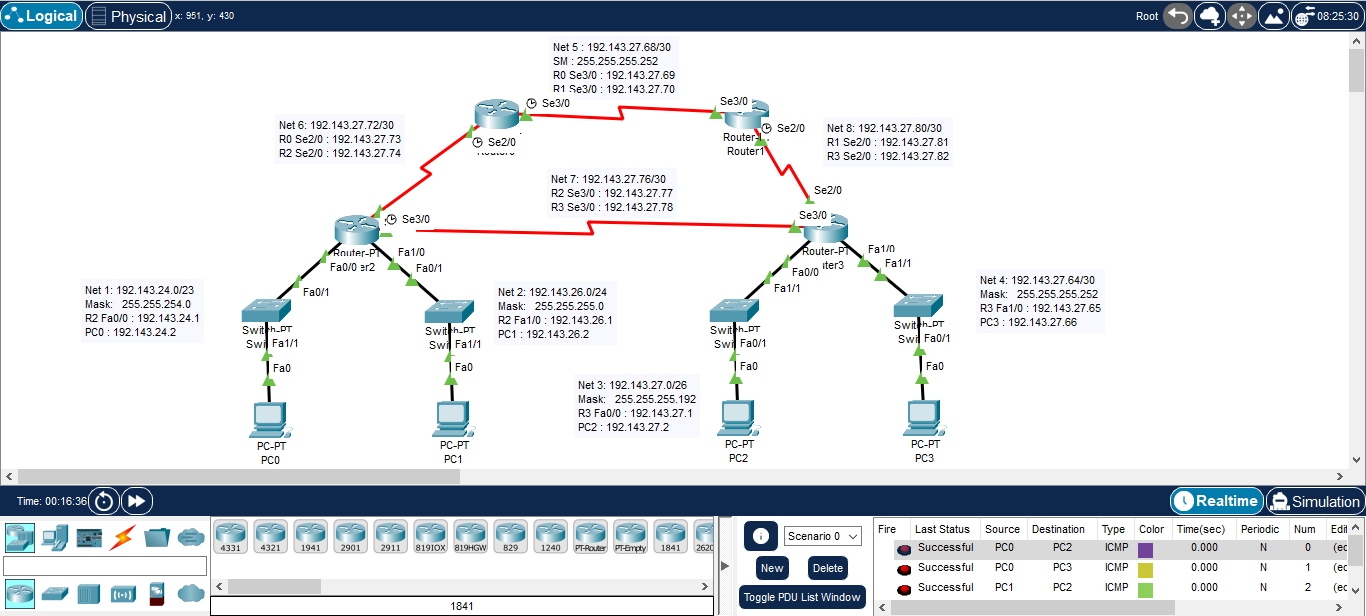 Logical
Physical
x: 951, y: 430
Root
08:25:30
Net 5 : 192.143.27.68/30
SM : 255.255.255.252
R0 Se3/0 : 192.143.27.69
R1 Se3/0 : 192.143.27.70
Se3/0
Se3/0
Net 6: 192.143.27.72/30
R0 Se2/0 : 192.143.27.73
R2 Se2/0 : 192.143.27.74
Se2/0
Router-
Router1
Se2/0
Net 8: 192.143.27.80/30
R1 Se2/0 : 192.143.27.81
R3 Se2/0 : 192.143.27.82
Net 7: 192.143.27.76/30
R2 Se3/0 : 192.143.27.77
R3 Se3/0 : 192.143.27.78
Se2/0
Se3/0
Se3/0
Router-PT
Fa0/0 er2
Fa1/0
Fa0/1
Fa0/1
Router-PT
uter3
Fa0/0
Fa1/1
Fa1/0
Fa1/1
Net 1: 192.143.24.0/23
Mask: 255.255.254.0
R2 Fa0/0 : 192.143.24.1
PC0 : 192.143.24.2
Net 2: 192.143.26.0/24
Mask: 255.255.255.0
R2 Fa1/0 : 192.143.26.1
PC1 : 192.143.26.2
Net 4: 192.143.27.64/30
Mask: 255.255.255.252
R3 Fa1/0 : 192.143.27.65
PC3 : 192.143.27.66
Switch-PT
Swi Fa1/1
Fa0
Switch-PT
Swi Fa1/1
Fa0
Switch-PT
Swi Fa0/1
Fa0
Switch-PT
Swi Fa0/1
Fa0
Net 3: 192.143.27.0/26
Mask: 255.255.255.192
R3 Fa0/0 : 192.143.27.1
PC2 : 192.143.27.2
PC-PT
PC0
PC-PT
PC1
PC-PT
PC2
PC-PT
PC3
Time: 00:16:36
Realtime
Simulation
4331
4321
1941
2901
2911
819IOX
819HGW
829
1240
PT-Router
PT-Empty
1841
2620
1841
Scenario 0
New
Delete
Toggle PDU List Window
Fire Last Status Source Destination Type Color Time(sec) Periodic Num Edit
Successful PC0 PC2 ICMP 0.000 N 0 (ec
Successful PC0 PC3 ICMP 0.000 N 1 (ec
Successful PC1 PC2 ICMP 0.000 N 2 (ec